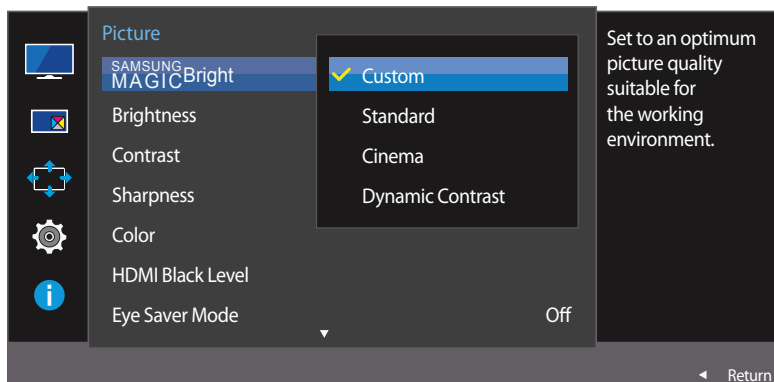 Picture
SAMSUNG
MAGICBright
Custom
Brightness
Standard
Contrast
Cinema
Sharpness
Dynamic Contrast
Color
HDMI Black Level
Eye Saver Mode Off
Set to an optimum
picture quality
suitable for
the working
environment.
i
Return